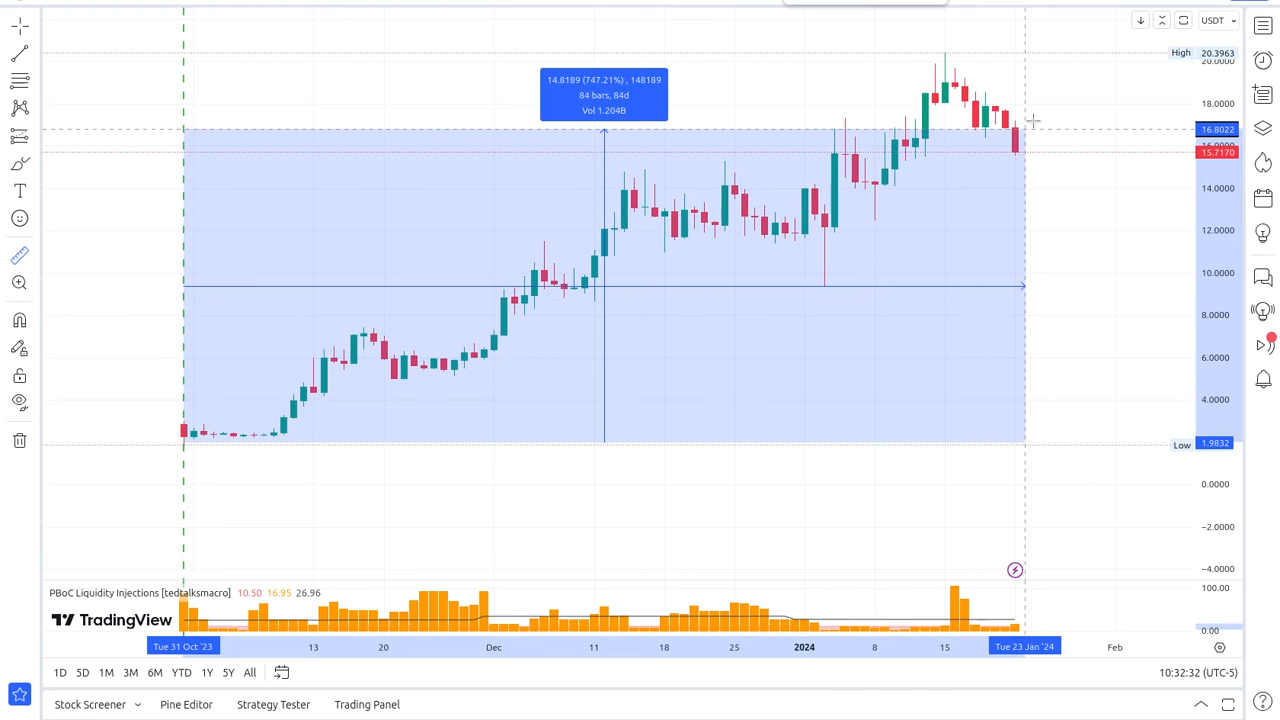 USDT
High 20.3963
20.0000
14.8189 (747.21%) , 148189
84 bars, 84d
Vol 1.204B
18.0000
16.8022
15.7170
14.0000
12.0000
10.0000
8.0000
6.0000
4.0000
Low 1.9832
0.0000
−2.0000
−4.0000
PBoC Liquidity Injections [tedtalksmacro] 10.50 16.95 26.96
100.00
TradingView
0.00
Tue 31 Oct '23 13 20 Dec 11 18 25 2024 8 15 Tue 23 Jan '24 Feb
1D 5D 1M 3M 6M YTD 1Y 5Y All 10:32:32 (UTC-5)
Stock Screener Pine Editor Strategy Tester Trading Panel